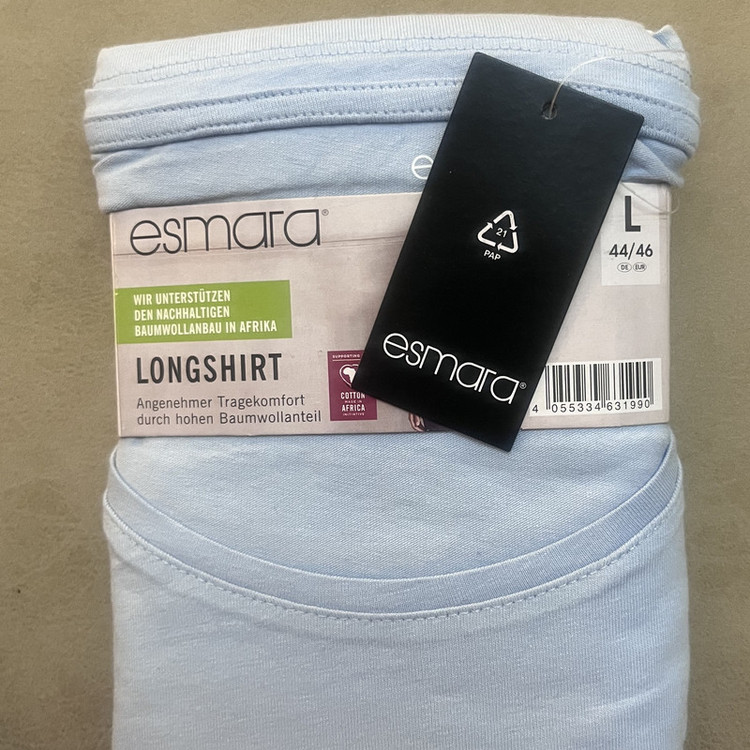 e
esmara®
WIR UNTERSTÜTZEN
DEN NACHHALTIGEN
BAUMWOLLANBAU IN AFRIKA
LONGSHIRT
Angenehmer Tragekomfort
durch hohen Baumwollanteil
SUPPORTING
COTTON
MADE IN
AFRICA
INITIATIVE
21
PAP
esmara®
L
44/46
DE EUR
4 055334 631990